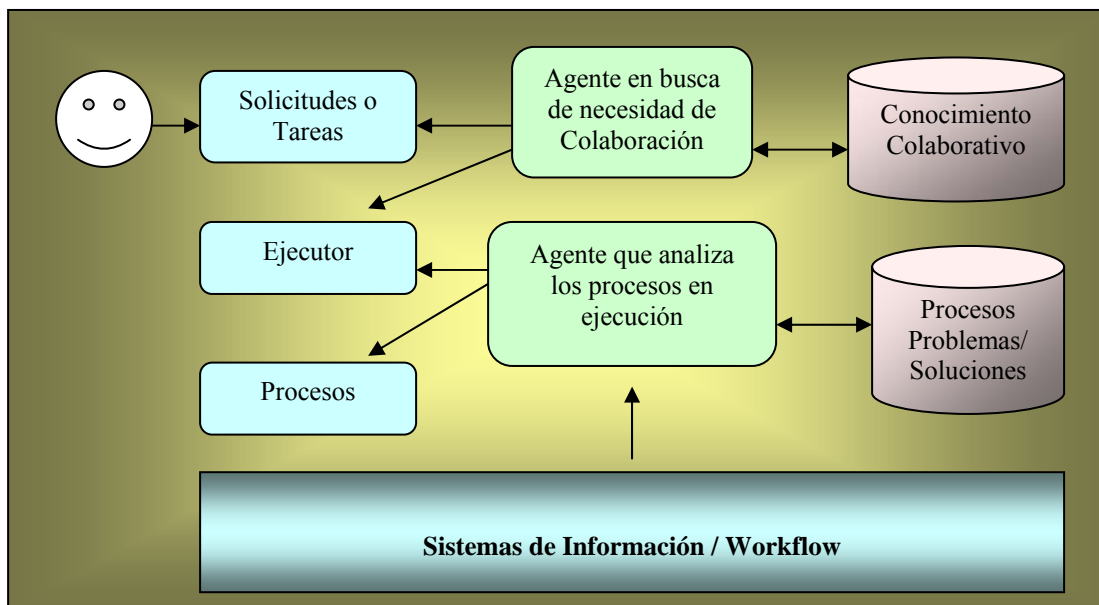 Solicitudes o
Tareas
Agente en busca
de necesidad de
Colaboración
Conocimiento
Colaborativo
Ejecutor
Agente que analiza
los procesos en
ejecución
Procesos
Problemas/
Soluciones
Procesos
Sistemas de Información / Workflow